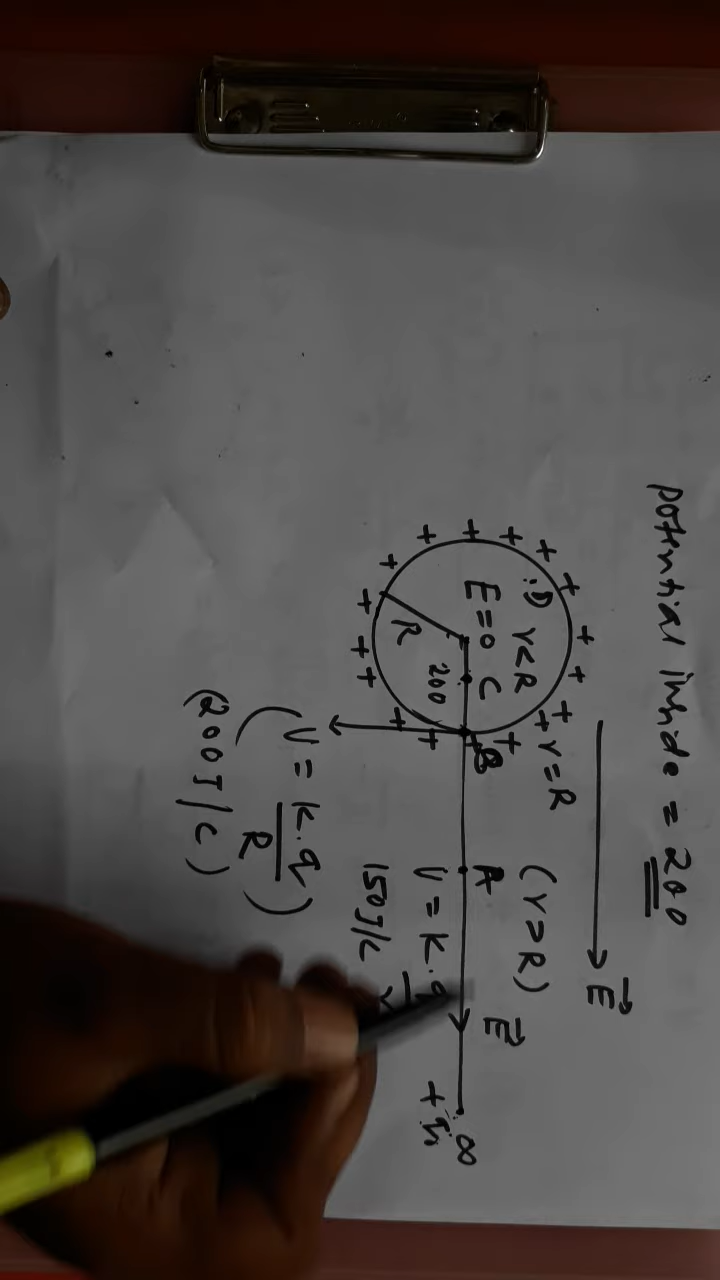 potential inside = 200
E⃗
(r>R)
r=R
.D r<R
E=0 C
B
A
E⃗
∞
200
R
V = k.q
150J/C
(V = k.q/R)
(200J/C)
+ + + + + + + + + + + + + + + +